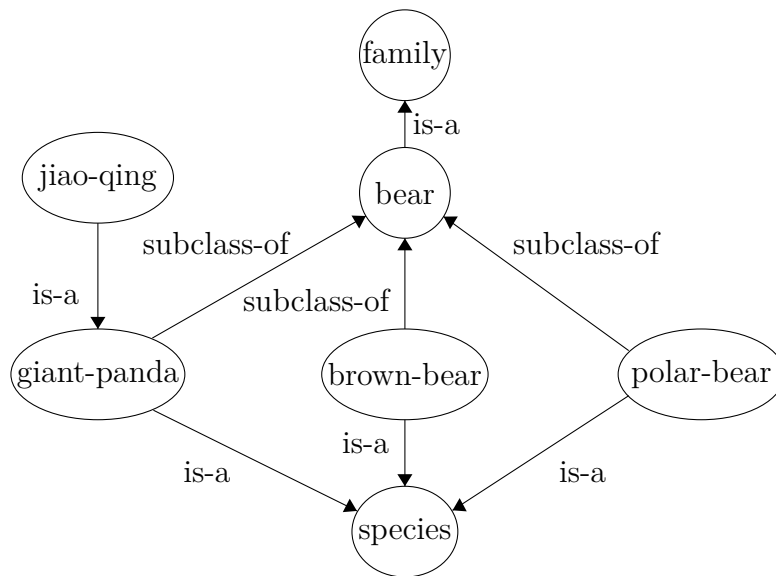 family
is-a
jiao-qing
bear
subclass-of
subclass-of
subclass-of
is-a
giant-panda
brown-bear
polar-bear
is-a
is-a
is-a
species